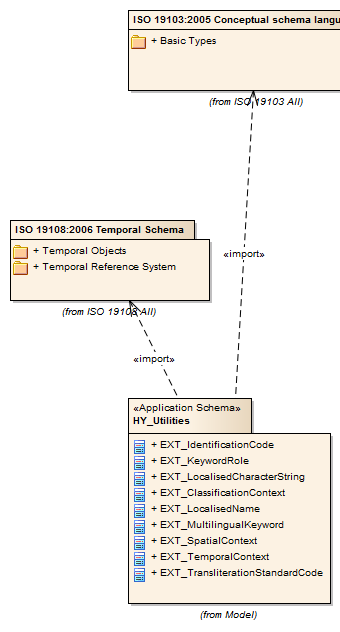 ISO 19103:2005 Conceptual schema langu
+ Basic Types
(from ISO 19103 All)
ISO 19108:2006 Temporal Schema
+ Temporal Objects
+ Temporal Reference System
(from ISO 19108 All)
«import»
«import»
«Application Schema»
HY_Utilities
+ EXT_IdentificationCode
+ EXT_KeywordRole
+ EXT_LocalisedCharacterString
+ EXT_ClassificationContext
+ EXT_LocalisedName
+ EXT_MultilingualKeyword
+ EXT_SpatialContext
+ EXT_TemporalContext
+ EXT_TransliterationStandardCode
(from Model)